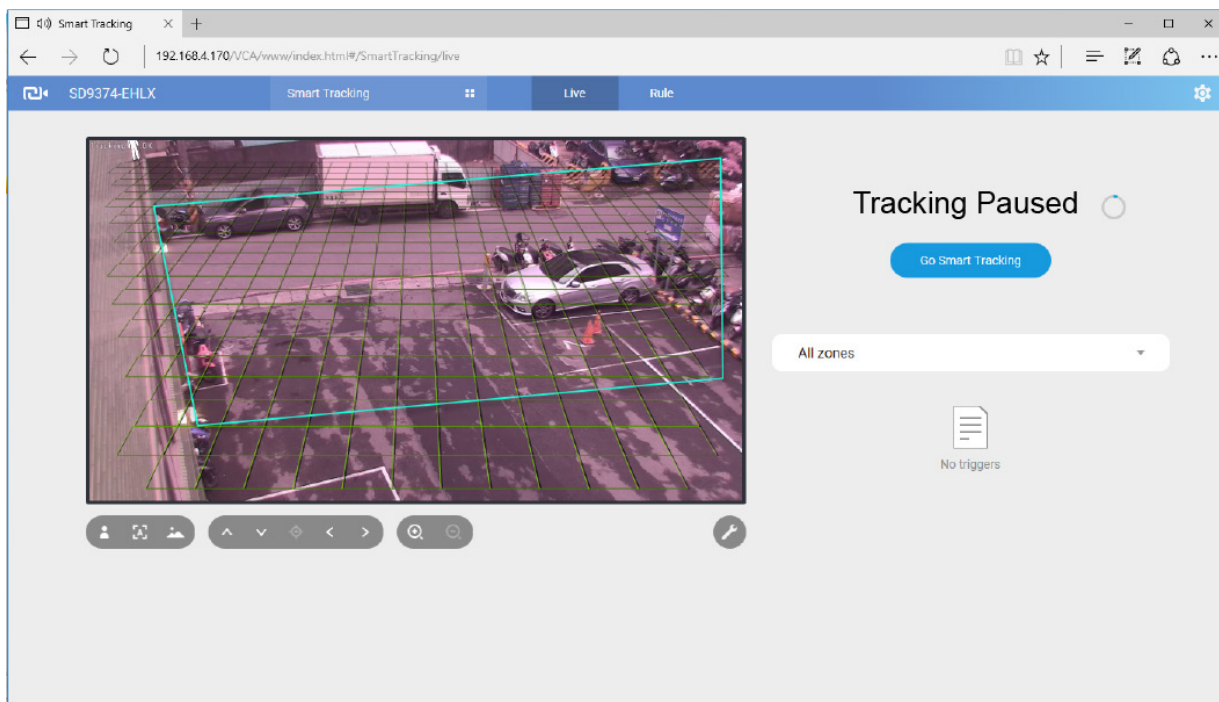 Smart Tracking
192.168.4.170/VCA/www/index.html#/SmartTracking/live
SD9374-EHLX
Smart Tracking
Live
Rule
Tracking Paused
Go Smart Tracking
All zones
No triggers